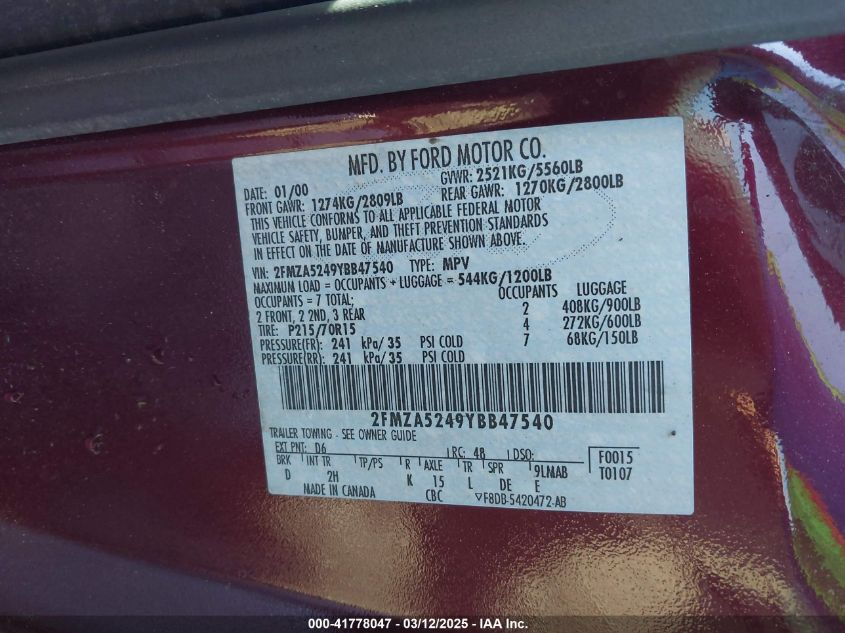 MFD. BY FORD MOTOR CO.
DATE: 01/00 GVWR: 2521KG/5560LB
FRONT GAWR: 1274KG/2809LB REAR GAWR: 1270KG/2800LB
THIS VEHICLE CONFORMS TO ALL APPLICABLE FEDERAL MOTOR
VEHICLE SAFETY, BUMPER, AND THEFT PREVENTION STANDARDS
IN EFFECT ON THE DATE OF MANUFACTURE SHOWN ABOVE.
VIN: 2FMZA5249YBB47540 TYPE: MPV
MAXIMUM LOAD = OCCUPANTS + LUGGAGE = 544KG/1200LB
OCCUPANTS = 7 TOTAL; OCCUPANTS LUGGAGE
2 FRONT, 2 2ND, 3 REAR 2 408KG/900LB
TIRE: P215/70R15 4 272KG/600LB
PRESSURE(FR): 241 kPa/ 35 PSI COLD 7 68KG/150LB
PRESSURE(RR): 241 kPa/ 35 PSI COLD
2FMZA5249YBB47540
TRAILER TOWING - SEE OWNER GUIDE
EXT PNT: D6 RC: 48 DSO: F0015
BRK INT TR TP/PS R AXLE TR SPR 9LMAB T0107
D 2H K 15 L DE E
MADE IN CANADA CBC ▽F8DB-5420472-AB
000-41778047 - 03/12/2025 - IAA Inc.